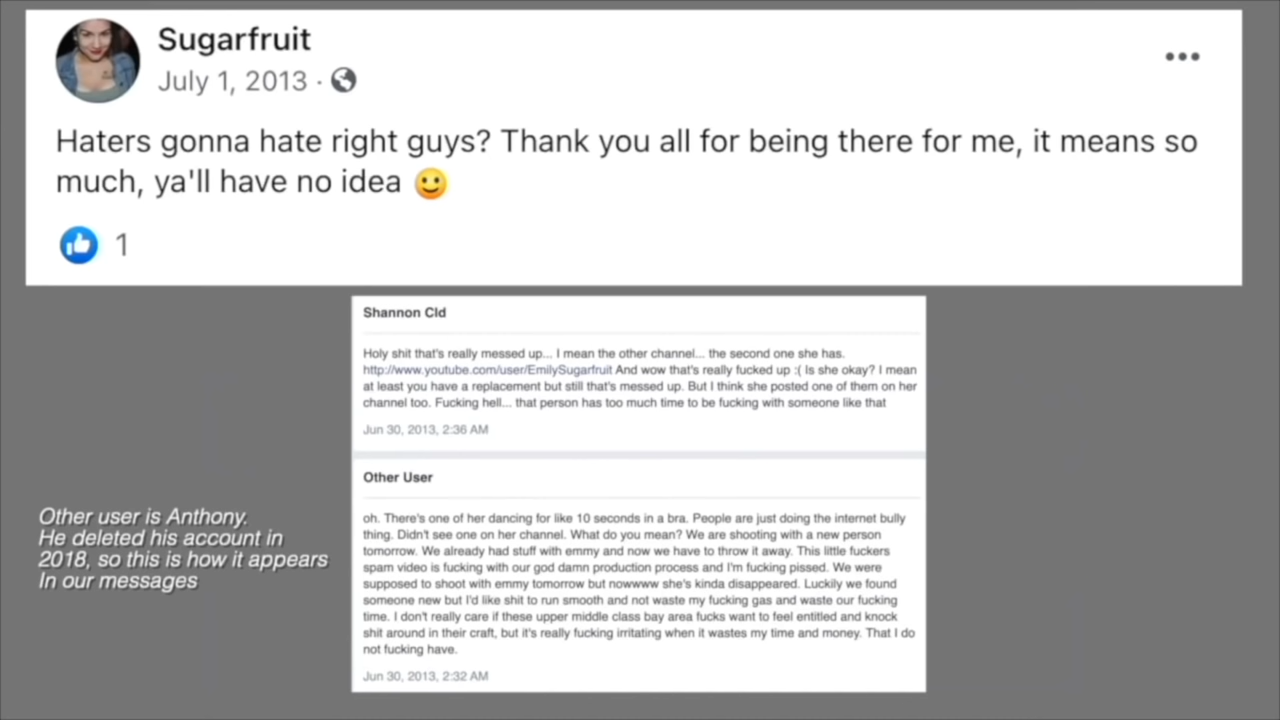 Sugarfruit
July 1, 2013 ·
Haters gonna hate right guys? Thank you all for being there for me, it means so
much, ya'll have no idea 🙂
1
Shannon Cld
Holy shit that's really messed up... I mean the other channel... the second one she has.
http://www.youtube.com/user/EmilySugarfruit And wow that's really fucked up :( Is she okay? I mean
at least you have a replacement but still that's messed up. But I think she posted one of them on her
channel too. Fucking hell... that person has too much time to be fucking with someone like that
Jun 30, 2013, 2:36 AM
Other User
oh. There's one of her dancing for like 10 seconds in a bra. People are just doing the internet bully
thing. Didn't see one on her channel. What do you mean? We are shooting with a new person
tomorrow. We already had stuff with emmy and now we have to throw it away. This little fuckers
spam video is fucking with our god damn production process and I'm fucking pissed. We were
supposed to shoot with emmy tomorrow but nowwww she's kinda disappeared. Luckily we found
someone new but I'd like shit to run smooth and not waste my fucking gas and waste our fucking
time. I don't really care if these upper middle class bay area fucks want to feel entitled and knock
shit around in their craft, but it's really fucking irritating when it wastes my time and money. That I do
not fucking have.
Jun 30, 2013, 2:32 AM
Other user is Anthony.
He deleted his account in
2018, so this is how it appears
In our messages